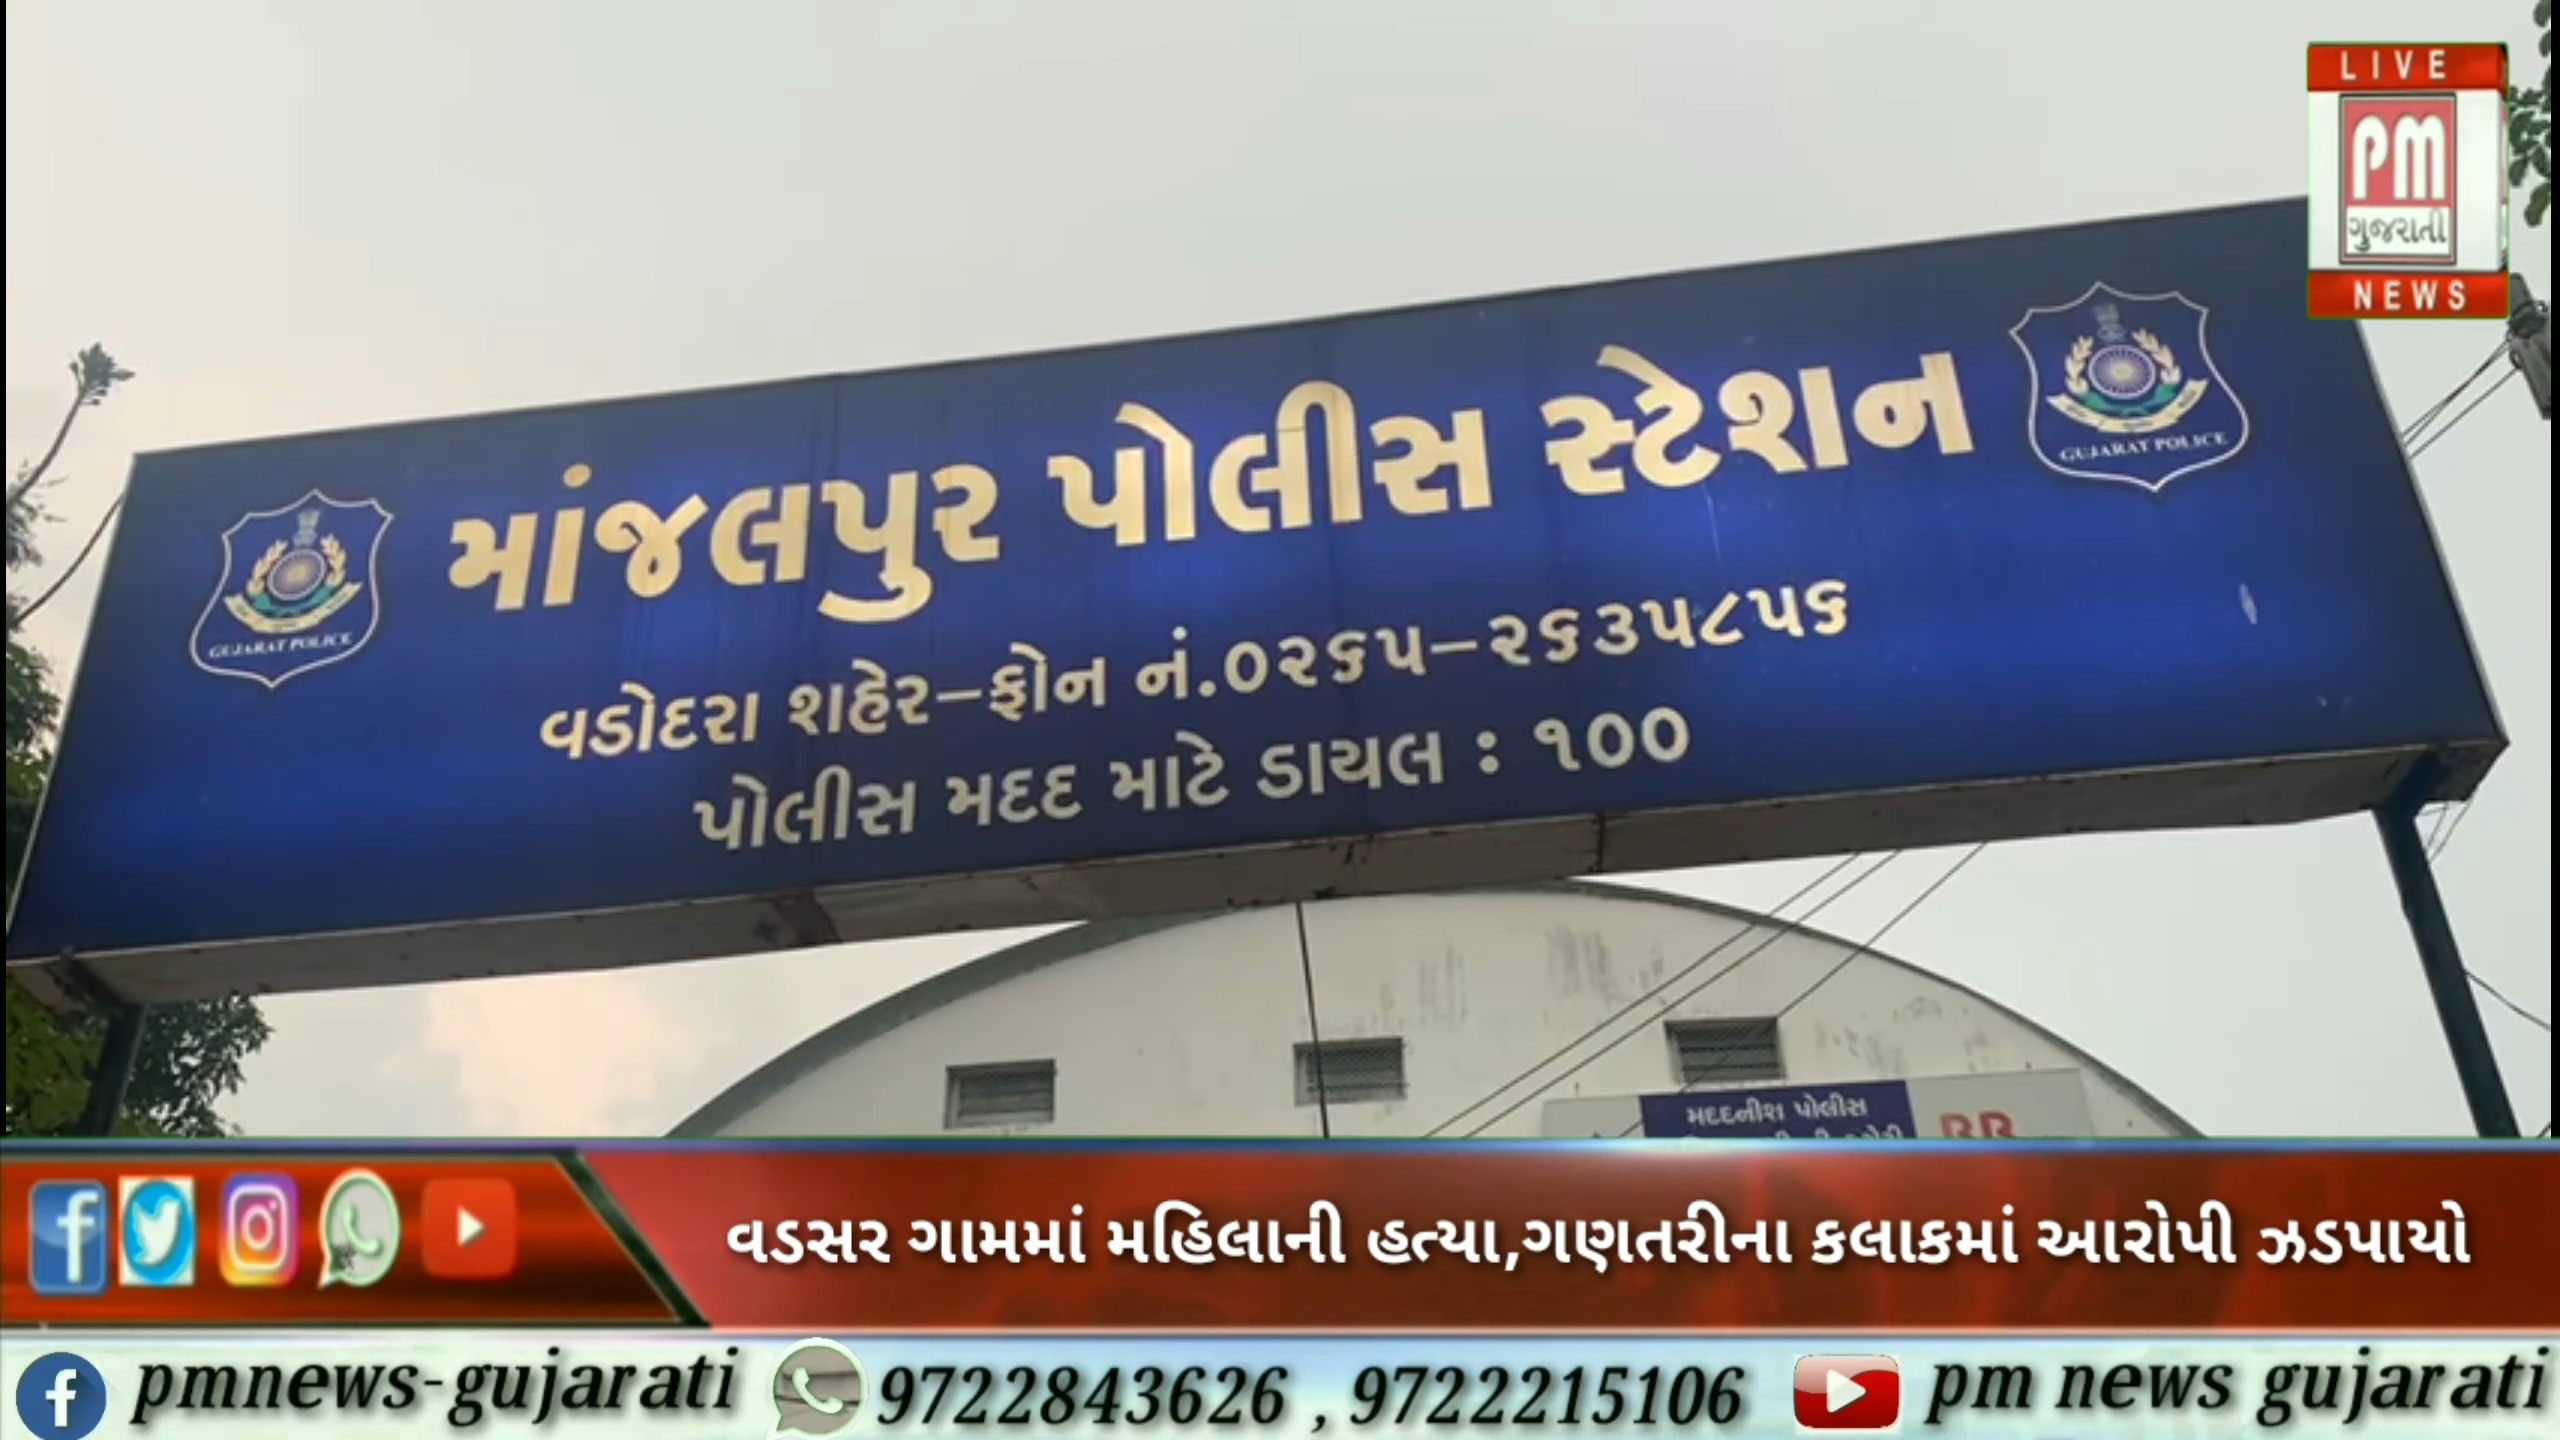 LIVE
PM
ગુજરાતી
NEWS
માંજલપુર પોલીસ સ્ટેશન
GUJARAT POLICE
GUJARAT POLICE
વડોદરા શહેર-ફોન નં.૦૨૬૫-૨૬૩૫૮૫૬
પોલીસ મદદ માટે ડાયલ : ૧૦૦
મદદનીશ પોલીસ
વડસર ગામમાં મહિલાની હત્યા,ગણતરીના કલાકમાં આરોપી ઝડપાયો
pmnews-gujarati 9722843626 , 9722215106 pm news gujarati